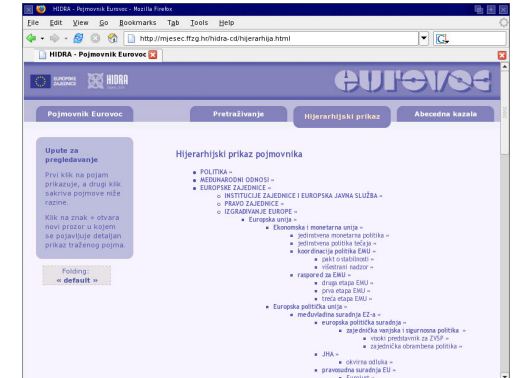 HIDRA - Pojmovnik Eurovoc - Mozilla Firefox
File Edit View Go Bookmarks Tab Tools Help
http://mjesec.ffzg.hr/hidra-cd/hijerarhija.html
HIDRA - Pojmovnik Eurovoc
EUROPSKE ZAJEDNICE
HIDRA
eurovoc
Pojmovnik Eurovoc
Pretraživanje
Hijerarhijski prikaz
Abecedna kazala
Upute za
pregledavanje
Prvi klik na pojam
prikazuje, a drugi klik
sakriva pojmove niže
razine.
Klik na znak » otvara
novi prozor u kojem
se pojavljuje detaljan
prikaz traženog pojma.
Folding:
« default »
Hijerarhijski prikaz pojmovnika
POLITIKA »
MEĐUNARODNI ODNOSI »
EUROPSKE ZAJEDNICE »
INSTITUCIJE ZAJEDNICE I EUROPSKA JAVNA SLUŽBA »
PRAVO ZAJEDNICE »
IZGRAĐIVANJE EUROPE »
Europska unija »
Ekonomska i monetarna unija »
jedinstvena monetarna politika »
jedinstvena politika tečaja »
koordinacija politika EMU »
pakt o stabilnosti »
višestrani nadzor »
raspored za EMU »
druga etapa EMU »
prva etapa EMU »
treća etapa EMU »
Europska politička unija »
međuvladina suradnja EZ-a »
europska politička suradnja »
zajednička vanjska i sigurnosna politika »
visoki predstavnik za ZVSP »
zajednička obrambena politika »
JHA »
okvirna odluka »
pravosudna suradnja EU »
Eurojust »